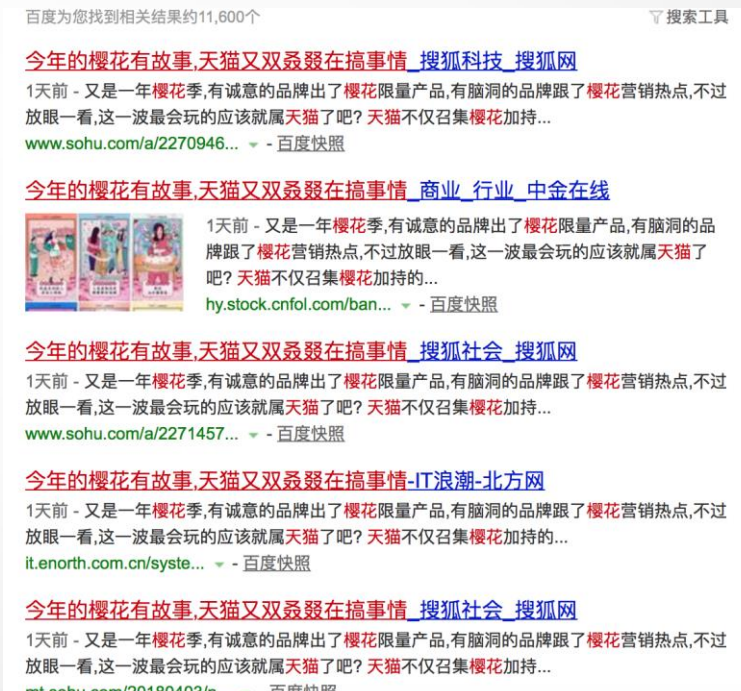 百度为您找到相关结果约11,600个 搜索工具
今年的樱花有故事,天猫又双叒叕在搞事情_搜狐科技_搜狐网
1天前 - 又是一年樱花季,有诚意的品牌出了樱花限量产品,有脑洞的品牌跟了樱花营销热点,不过
放眼一看,这一波最会玩的应该就属天猫了吧? 天猫不仅召集樱花加持...
www.sohu.com/a/2270946... - 百度快照
今年的樱花有故事,天猫又双叒叕在搞事情_商业_行业_中金在线
1天前 - 又是一年樱花季,有诚意的品牌出了樱花限量产品,有脑洞的品
牌跟了樱花营销热点,不过放眼一看,这一波最会玩的应该就属天猫了
吧? 天猫不仅召集樱花加持的...
hy.stock.cnfol.com/ban... - 百度快照
今年的樱花有故事,天猫又双叒叕在搞事情_搜狐社会_搜狐网
1天前 - 又是一年樱花季,有诚意的品牌出了樱花限量产品,有脑洞的品牌跟了樱花营销热点,不过
放眼一看,这一波最会玩的应该就属天猫了吧? 天猫不仅召集樱花加持...
www.sohu.com/a/2271457... - 百度快照
今年的樱花有故事,天猫又双叒叕在搞事情-IT浪潮-北方网
1天前 - 又是一年樱花季,有诚意的品牌出了樱花限量产品,有脑洞的品牌跟了樱花营销热点,不过
放眼一看,这一波最会玩的应该就属天猫了吧? 天猫不仅召集樱花加持的...
it.enorth.com.cn/syste... - 百度快照
今年的樱花有故事,天猫又双叒叕在搞事情_搜狐社会_搜狐网
1天前 - 又是一年樱花季,有诚意的品牌出了樱花限量产品,有脑洞的品牌跟了樱花营销热点,不过
放眼一看,这一波最会玩的应该就属天猫了吧? 天猫不仅召集樱花加持...
mt.sohu.com/20180403/n... - 百度快照